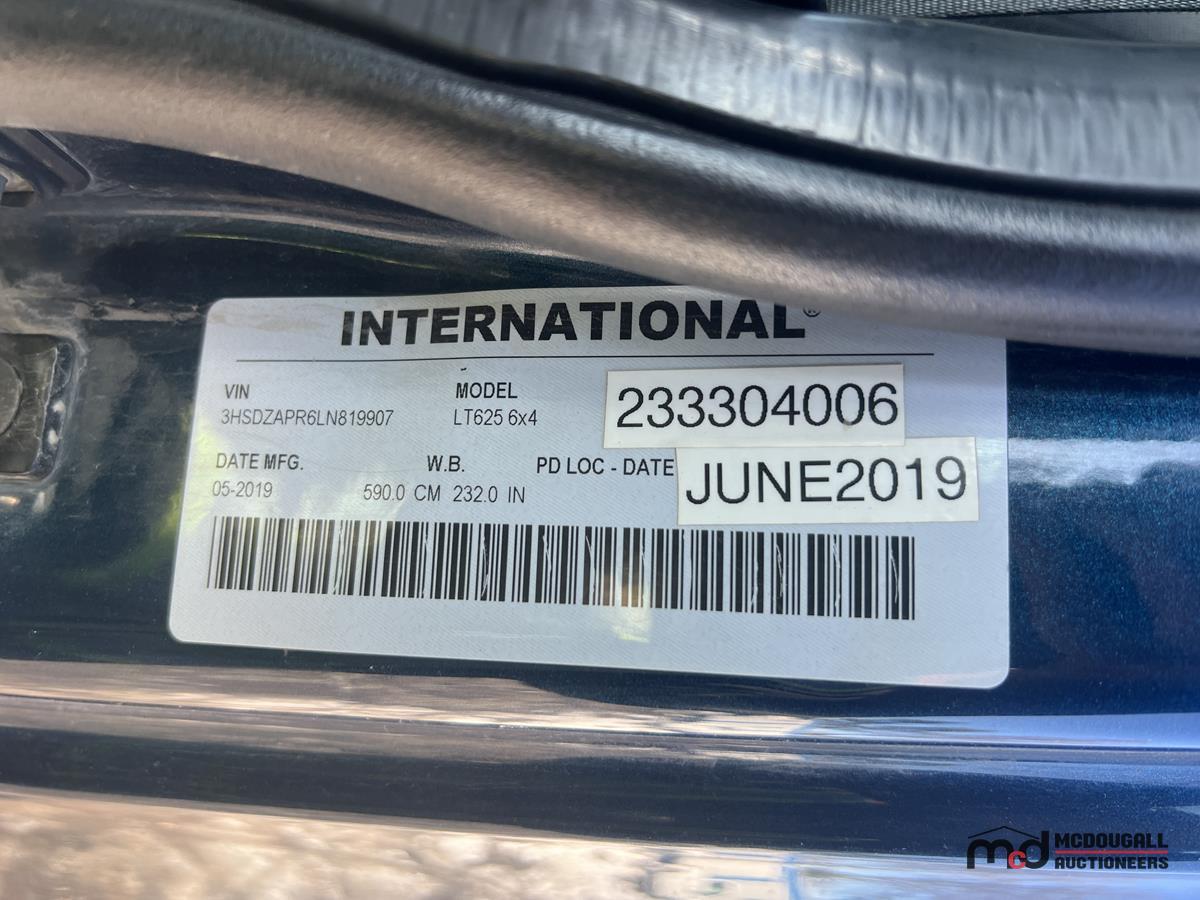 INTERNATIONAL®
VIN MODEL 233304006
3HSDZAPR6LN819907 LT625 6x4
DATE MFG. W.B. PD LOC - DATE JUNE2019
05-2019 590.0 CM 232.0 IN
mcd MCDOUGALL
AUCTIONEERS